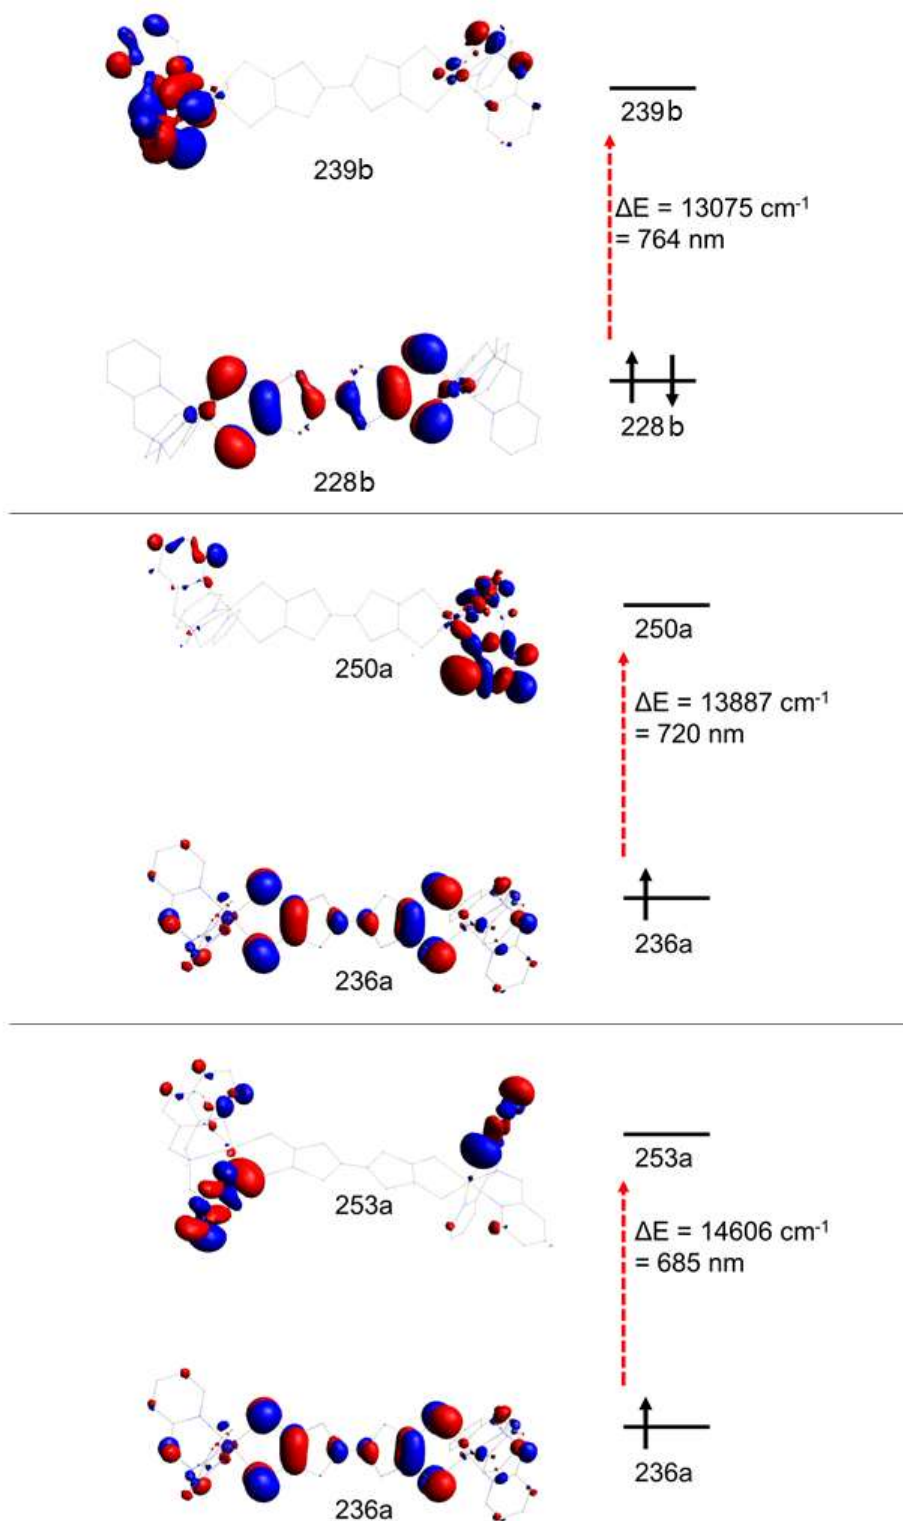 239b
239b
ΔE = 13075 cm⁻¹
= 764 nm
228b
228b
250a
250a
ΔE = 13887 cm⁻¹
= 720 nm
236a
236a
253a
253a
ΔE = 14606 cm⁻¹
= 685 nm
236a
236a